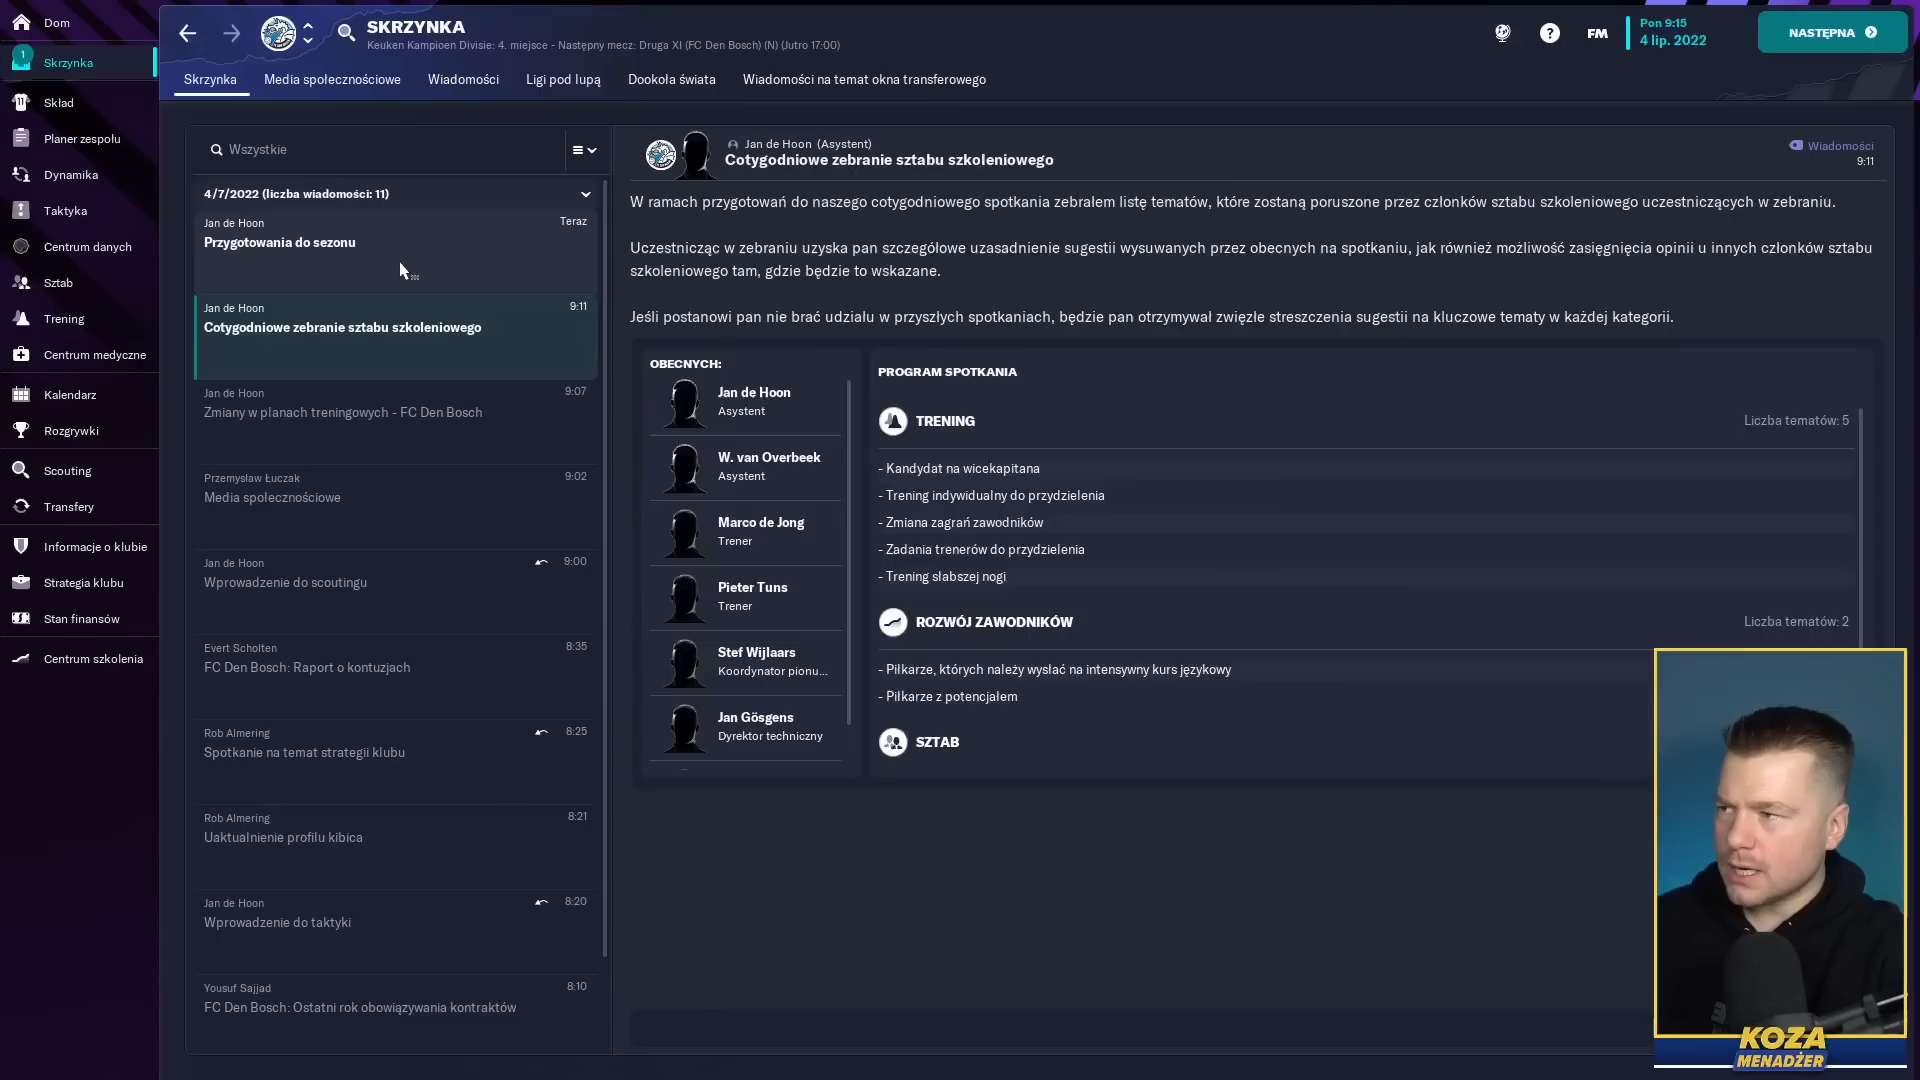 Dom
1
Skrzynka
Skład
Planer zespołu
Dynamika
Taktyka
Centrum danych
Sztab
Trening
Centrum medyczne
Kalendarz
Rozgrywki
Scouting
Transfery
Informacje o klubie
Strategia klubu
Stan finansów
Centrum szkolenia
SKRZYNKA
Keuken Kampioen Divisie: 4. miejsce - Następny mecz: Druga XI (FC Den Bosch) (N) (Jutro 17:00)
FM
Pon 9:15
4 lip. 2022
NASTĘPNA
Skrzynka Media społecznościowe Wiadomości Ligi pod lupą Dookoła świata Wiadomości na temat okna transferowego
Wszystkie
4/7/2022 (liczba wiadomości: 11)
Jan de Hoon Teraz
Przygotowania do sezonu
Jan de Hoon 9:11
Cotygodniowe zebranie sztabu szkoleniowego
Jan de Hoon 9:07
Zmiany w planach treningowych - FC Den Bosch
Przemysław Łuczak 9:02
Media społecznościowe
Jan de Hoon 9:00
Wprowadzenie do scoutingu
Evert Scholten 8:35
FC Den Bosch: Raport o kontuzjach
Rob Almering 8:25
Spotkanie na temat strategii klubu
Rob Almering 8:21
Uaktualnienie profilu kibica
Jan de Hoon 8:20
Wprowadzenie do taktyki
Yousuf Sajjad 8:10
FC Den Bosch: Ostatni rok obowiązywania kontraktów
Jan de Hoon (Asystent)
Cotygodniowe zebranie sztabu szkoleniowego
Wiadomości
9:11
W ramach przygotowań do naszego cotygodniowego spotkania zebrałem listę tematów, które zostaną poruszone przez członków sztabu szkoleniowego uczestniczących w zebraniu.
Uczestnicząc w zebraniu uzyska pan szczegółowe uzasadnienie sugestii wysuwanych przez obecnych na spotkaniu, jak również możliwość zasięgnięcia opinii u innych członków sztabu
szkoleniowego tam, gdzie będzie to wskazane.
Jeśli postanowi pan nie brać udziału w przyszłych spotkaniach, będzie pan otrzymywał zwięzłe streszczenia sugestii na kluczowe tematy w każdej kategorii.
OBECNYCH:
Jan de Hoon
Asystent
W. van Overbeek
Asystent
Marco de Jong
Trener
Pieter Tuns
Trener
Stef Wijlaars
Koordynator pionu...
Jan Gösgens
Dyrektor techniczny
PROGRAM SPOTKANIA
TRENING Liczba tematów: 5
- Kandydat na wicekapitana
- Trening indywidualny do przydzielenia
- Zmiana zagrań zawodników
- Zadania trenerów do przydzielenia
- Trening słabszej nogi
ROZWÓJ ZAWODNIKÓW Liczba tematów: 2
- Piłkarze, których należy wysłać na intensywny kurs językowy
- Piłkarze z potencjałem
SZTAB
KOZA
MENADŻER